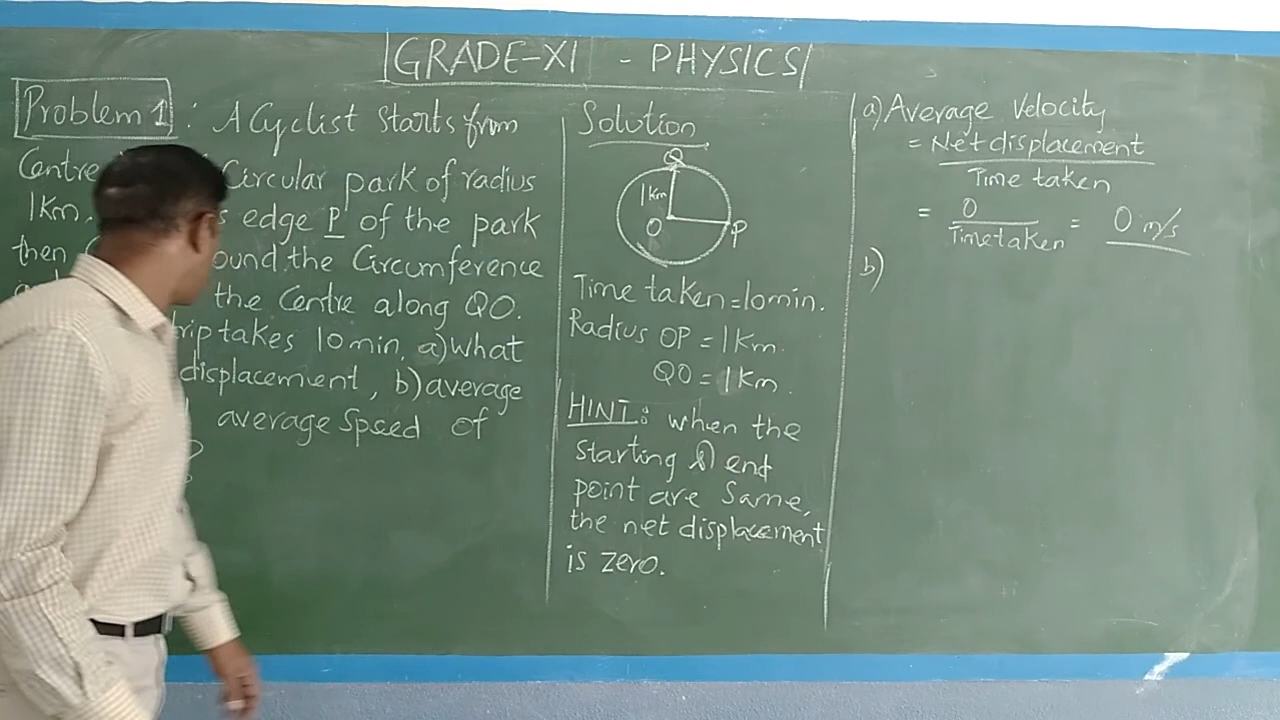 GRADE-XI - PHYSICS
Problem 1 : A Cyclist starts from
Centre Circular park of radius
1Km. edge P of the park
then ound the Circumference
the Centre along QO.
trip takes 10min, a)what
displacement, b)average
average speed of
?
Solution
Q
1Km
O P
Time taken=10min.
Radius OP = 1Km.
QO = 1Km.
HINT: when the
starting & end
point are same,
the net displacement
is zero.
a) Average Velocity
= Net displacement
Time taken
= 0 = 0 m/s
Time taken
b)